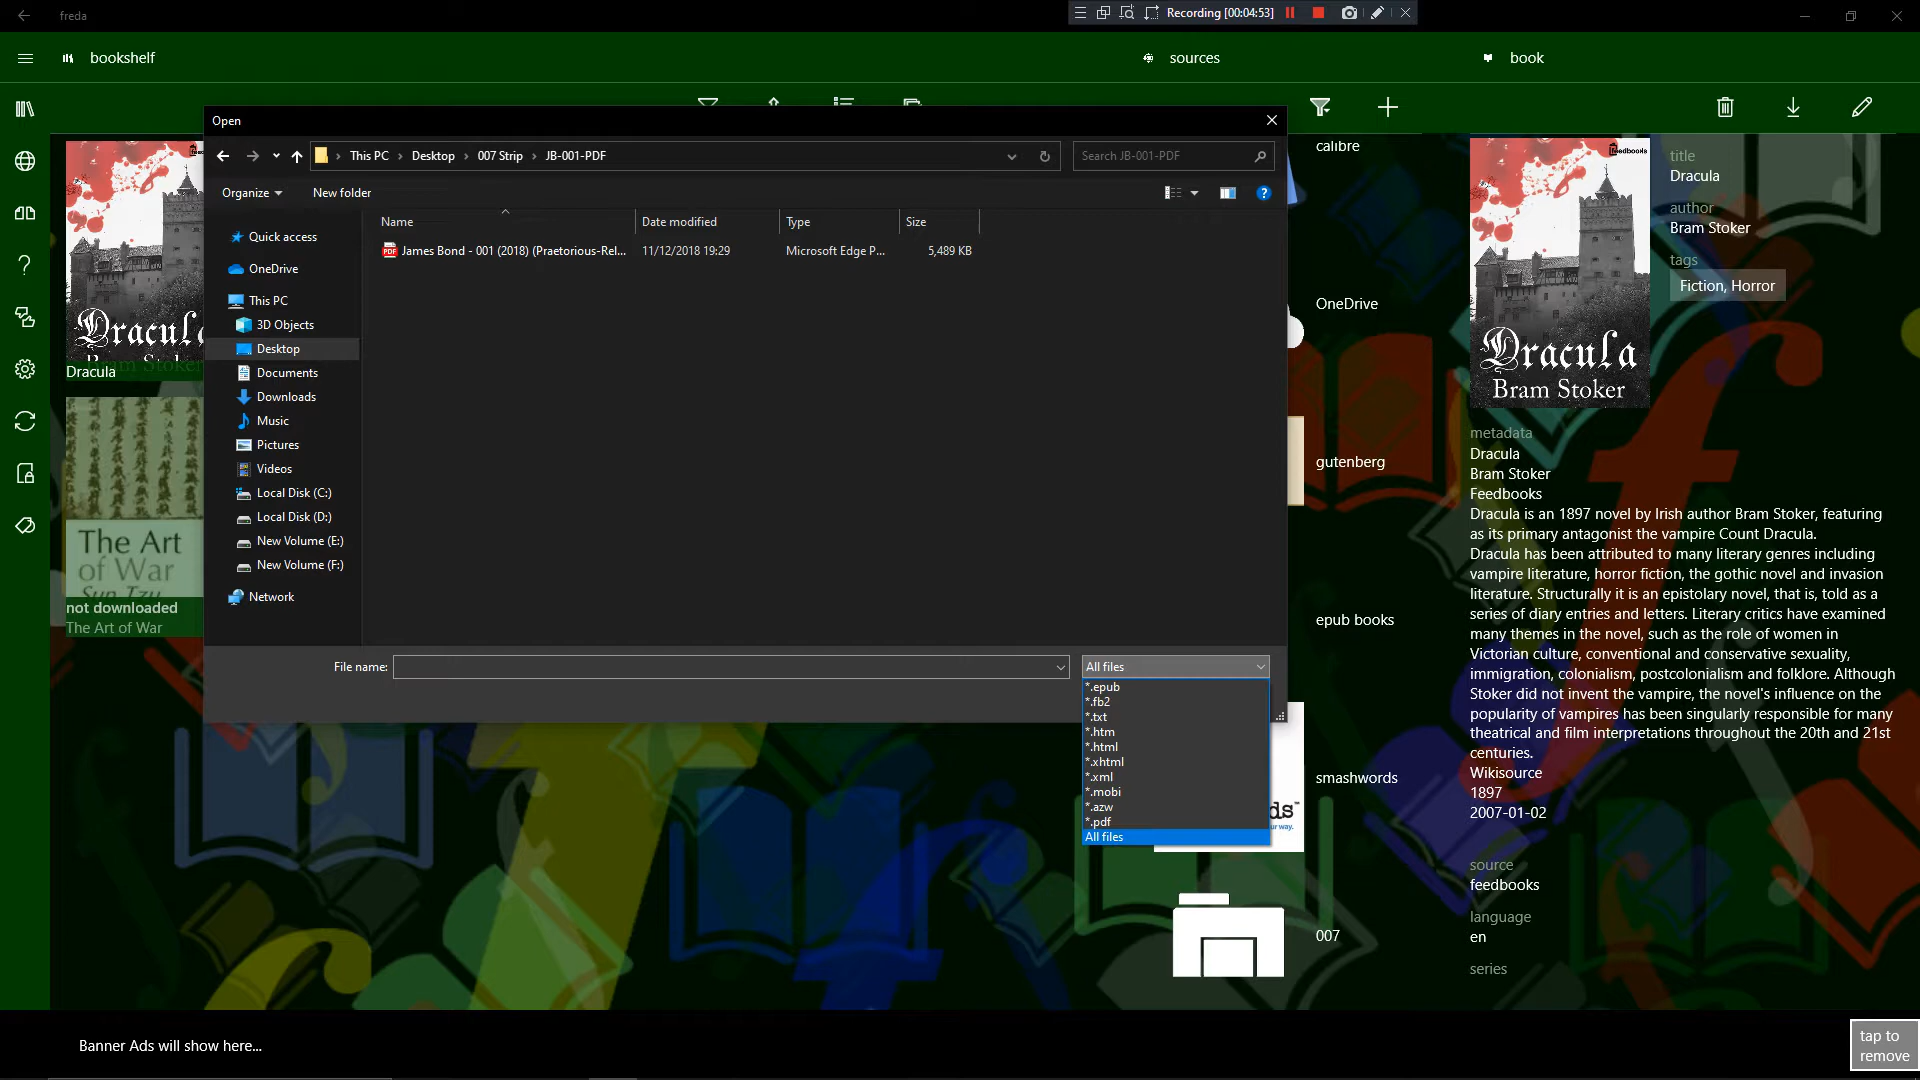 freda
Recording [00:04:53]
bookshelf
sources
book
Open
This PC
Desktop
007 Strip
JB-001-PDF
Search JB-001-PDF
Organize
New folder
Name
Date modified
Type
Size
James Bond - 001 (2018) (Praetorious-Rel...
11/12/2018 19:29
Microsoft Edge P...
5,489 KB
Quick access
OneDrive
This PC
3D Objects
Desktop
Documents
Downloads
Music
Pictures
Videos
Local Disk (C:)
Local Disk (D:)
New Volume (E:)
New Volume (F:)
Network
File name:
All files
*.epub
*.fb2
*.txt
*.htm
*.html
*.xhtml
*.xml
*.mobi
*.azw
*.pdf
All files
Dracula
Bram Stoker
Dracula
The Art
of War
Sun Tzu
not downloaded
The Art of War
calibre
OneDrive
gutenberg
epub books
smashwords
ds™
ur way.
007
feedbooks
Dracula
Bram Stoker
title
Dracula
author
Bram Stoker
tags
Fiction, Horror
metadata
Dracula
Bram Stoker
Feedbooks
Dracula is an 1897 novel by Irish author Bram Stoker, featuring
as its primary antagonist the vampire Count Dracula.
Dracula has been attributed to many literary genres including
vampire literature, horror fiction, the gothic novel and invasion
literature. Structurally it is an epistolary novel, that is, told as a
series of diary entries and letters. Literary critics have examined
many themes in the novel, such as the role of women in
Victorian culture, conventional and conservative sexuality,
immigration, colonialism, postcolonialism and folklore. Although
Stoker did not invent the vampire, the novel's influence on the
popularity of vampires has been singularly responsible for many
theatrical and film interpretations throughout the 20th and 21st
centuries.
Wikisource
1897
2007-01-02
source
feedbooks
language
en
series
Banner Ads will show here...
tap to
remove